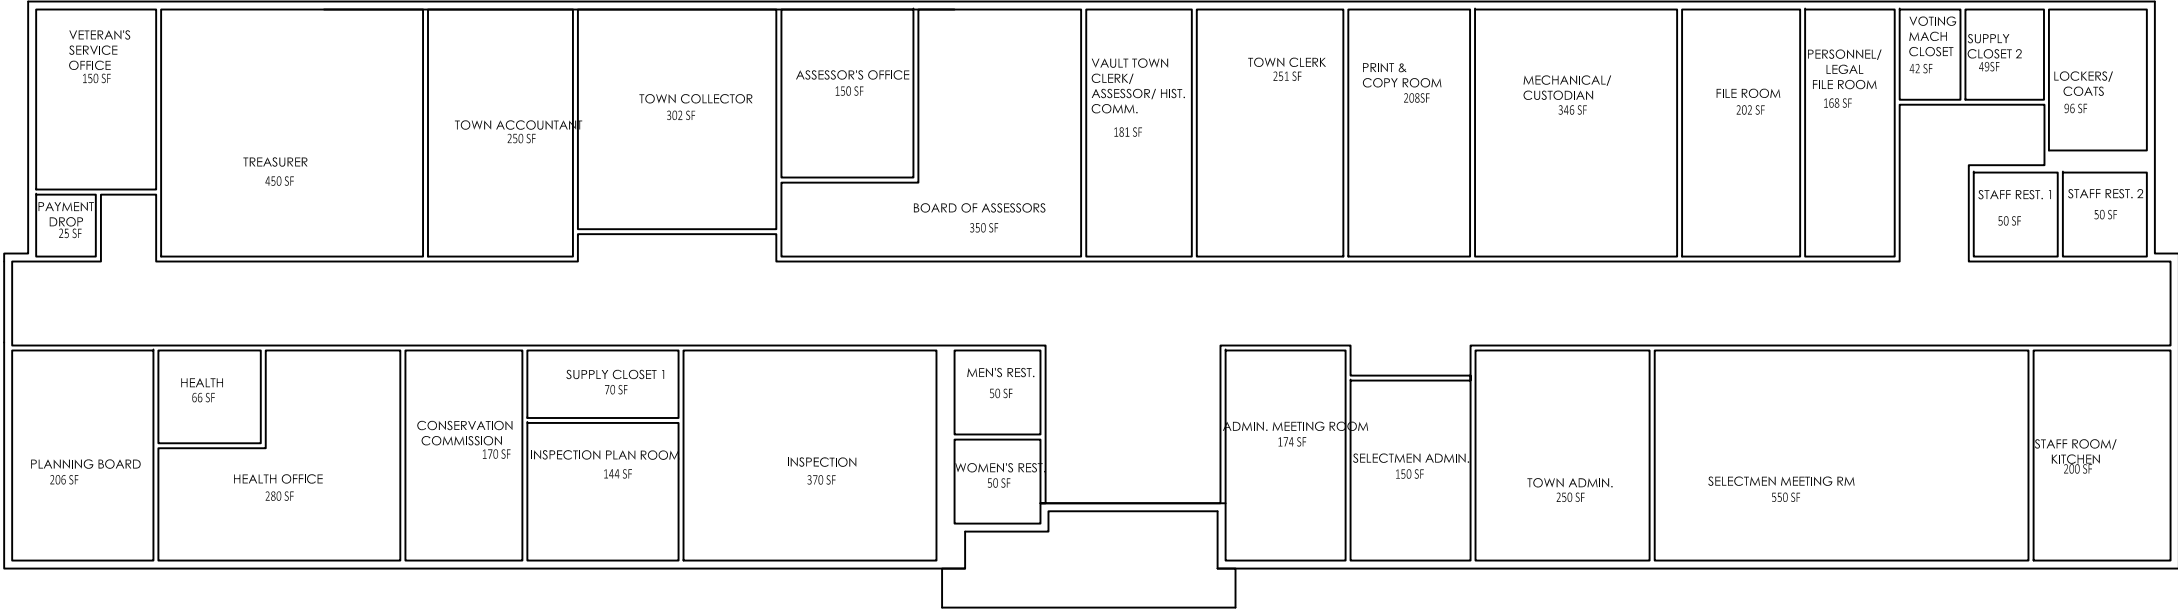 VETERAN'S
SERVICE
OFFICE
150 SF
PAYMENT
DROP
25 SF
TREASURER
450 SF
TOWN ACCOUNTANT
250 SF
TOWN COLLECTOR
302 SF
ASSESSOR'S OFFICE
150 SF
BOARD OF ASSESSORS
350 SF
VAULT TOWN
CLERK/
ASSESSOR/ HIST.
COMM.
181 SF
TOWN CLERK
251 SF
PRINT &
COPY ROOM
208SF
MECHANICAL/
CUSTODIAN
346 SF
FILE ROOM
202 SF
PERSONNEL/
LEGAL
FILE ROOM
168 SF
VOTING
MACH
CLOSET
42 SF
SUPPLY
CLOSET 2
49SF
LOCKERS/
COATS
96 SF
STAFF REST. 1
50 SF
STAFF REST. 2
50 SF
PLANNING BOARD
206 SF
HEALTH
66 SF
HEALTH OFFICE
280 SF
CONSERVATION
COMMISSION
170 SF
SUPPLY CLOSET 1
70 SF
INSPECTION PLAN ROOM
144 SF
INSPECTION
370 SF
MEN'S REST.
50 SF
WOMEN'S REST.
50 SF
ADMIN. MEETING ROOM
174 SF
SELECTMEN ADMIN.
150 SF
TOWN ADMIN.
250 SF
SELECTMEN MEETING RM
550 SF
STAFF ROOM/
KITCHEN
200 SF